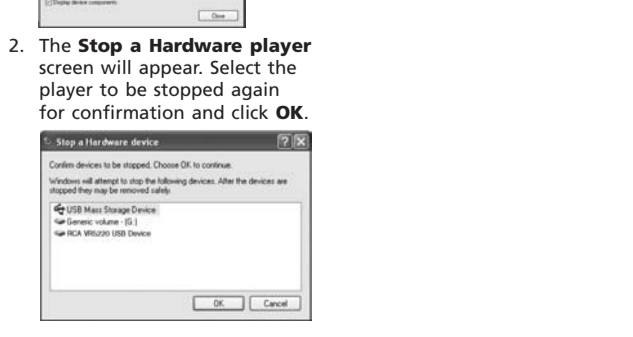 Display device components
Close
2. The Stop a Hardware player
screen will appear. Select the
player to be stopped again
for confirmation and click OK.
Stop a Hardware device
Confirm devices to be stopped, Choose OK to continue.
Windows will attempt to stop the following devices. After the devices are
stopped they may be removed safely.
USB Mass Storage Device
Generic volume - (G:)
RCA VR5220 USB Device
OK
Cancel